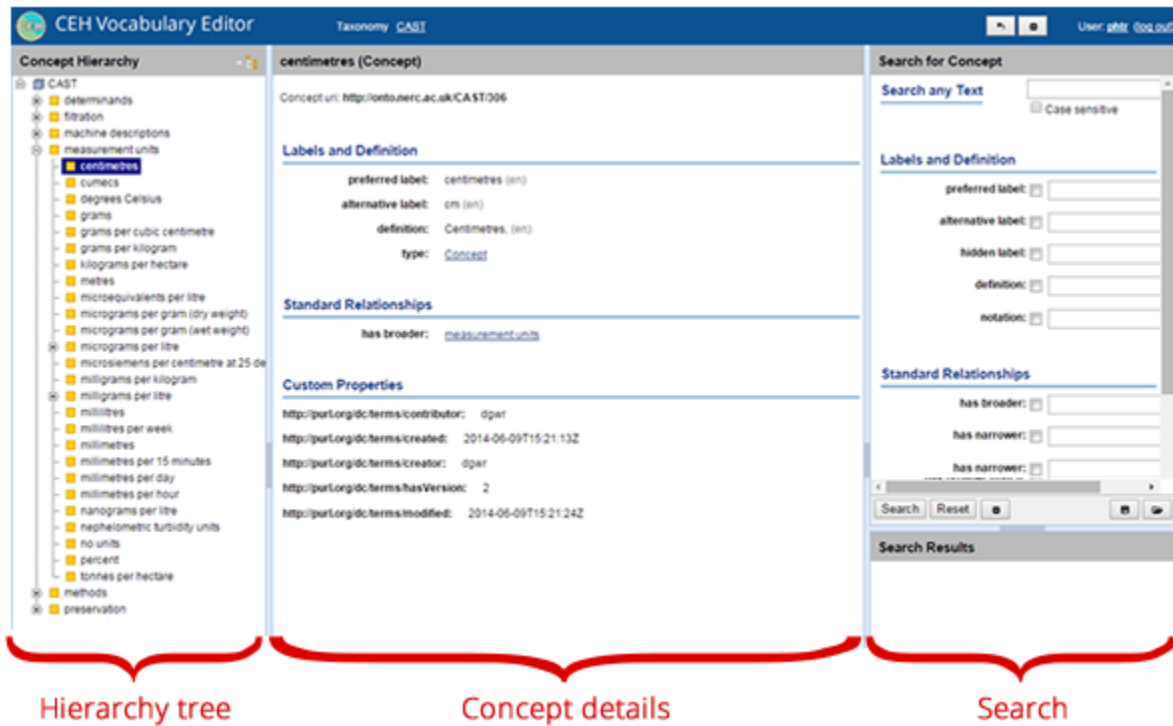 CEH Vocabulary Editor
Taxonomy CAST
User: phtr (log out)
Concept Hierarchy
CAST
determinands
filtration
machine descriptions
measurement units
centimetres
cumecs
degrees Celsius
grams
grams per cubic centimetre
grams per kilogram
kilograms per hectare
metres
microequivalents per litre
micrograms per gram (dry weight)
micrograms per gram (wet weight)
micrograms per litre
microsiemens per centimetre at 25 de
milligrams per kilogram
milligrams per litre
millilitres
millilitres per week
millimetres
millimetres per 15 minutes
millimetres per day
millimetres per hour
nanograms per litre
nephelometric turbidity units
no units
percent
tonnes per hectare
methods
preservation
centimetres (Concept)
Concept uri: http://onto.nerc.ac.uk/CAST/306
Labels and Definition
preferred label: centimetres (en)
alternative label: cm (en)
definition: Centimetres. (en)
type: Concept
Standard Relationships
has broader: measurement units
Custom Properties
http://purl.org/dc/terms/contributor: dgwr
http://purl.org/dc/terms/created: 2014-06-09T15:21:13Z
http://purl.org/dc/terms/creator: dgwr
http://purl.org/dc/terms/hasVersion: 2
http://purl.org/dc/terms/modified: 2014-06-09T15:21:24Z
Search for Concept
Search any Text
Case sensitive
Labels and Definition
preferred label:
alternative label:
hidden label:
definition:
notation:
Standard Relationships
has broader:
has narrower:
has narrower:
Search Reset
Search Results
Hierarchy tree
Concept details
Search